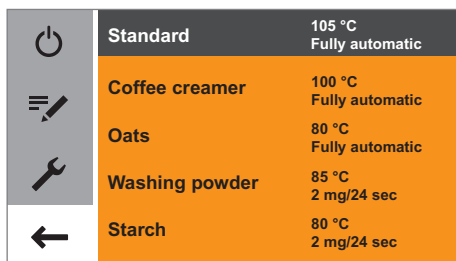 Standard 105 °C
Fully automatic
Coffee creamer 100 °C
Fully automatic
Oats 80 °C
Fully automatic
Washing powder 85 °C
2 mg/24 sec
Starch 80 °C
2 mg/24 sec